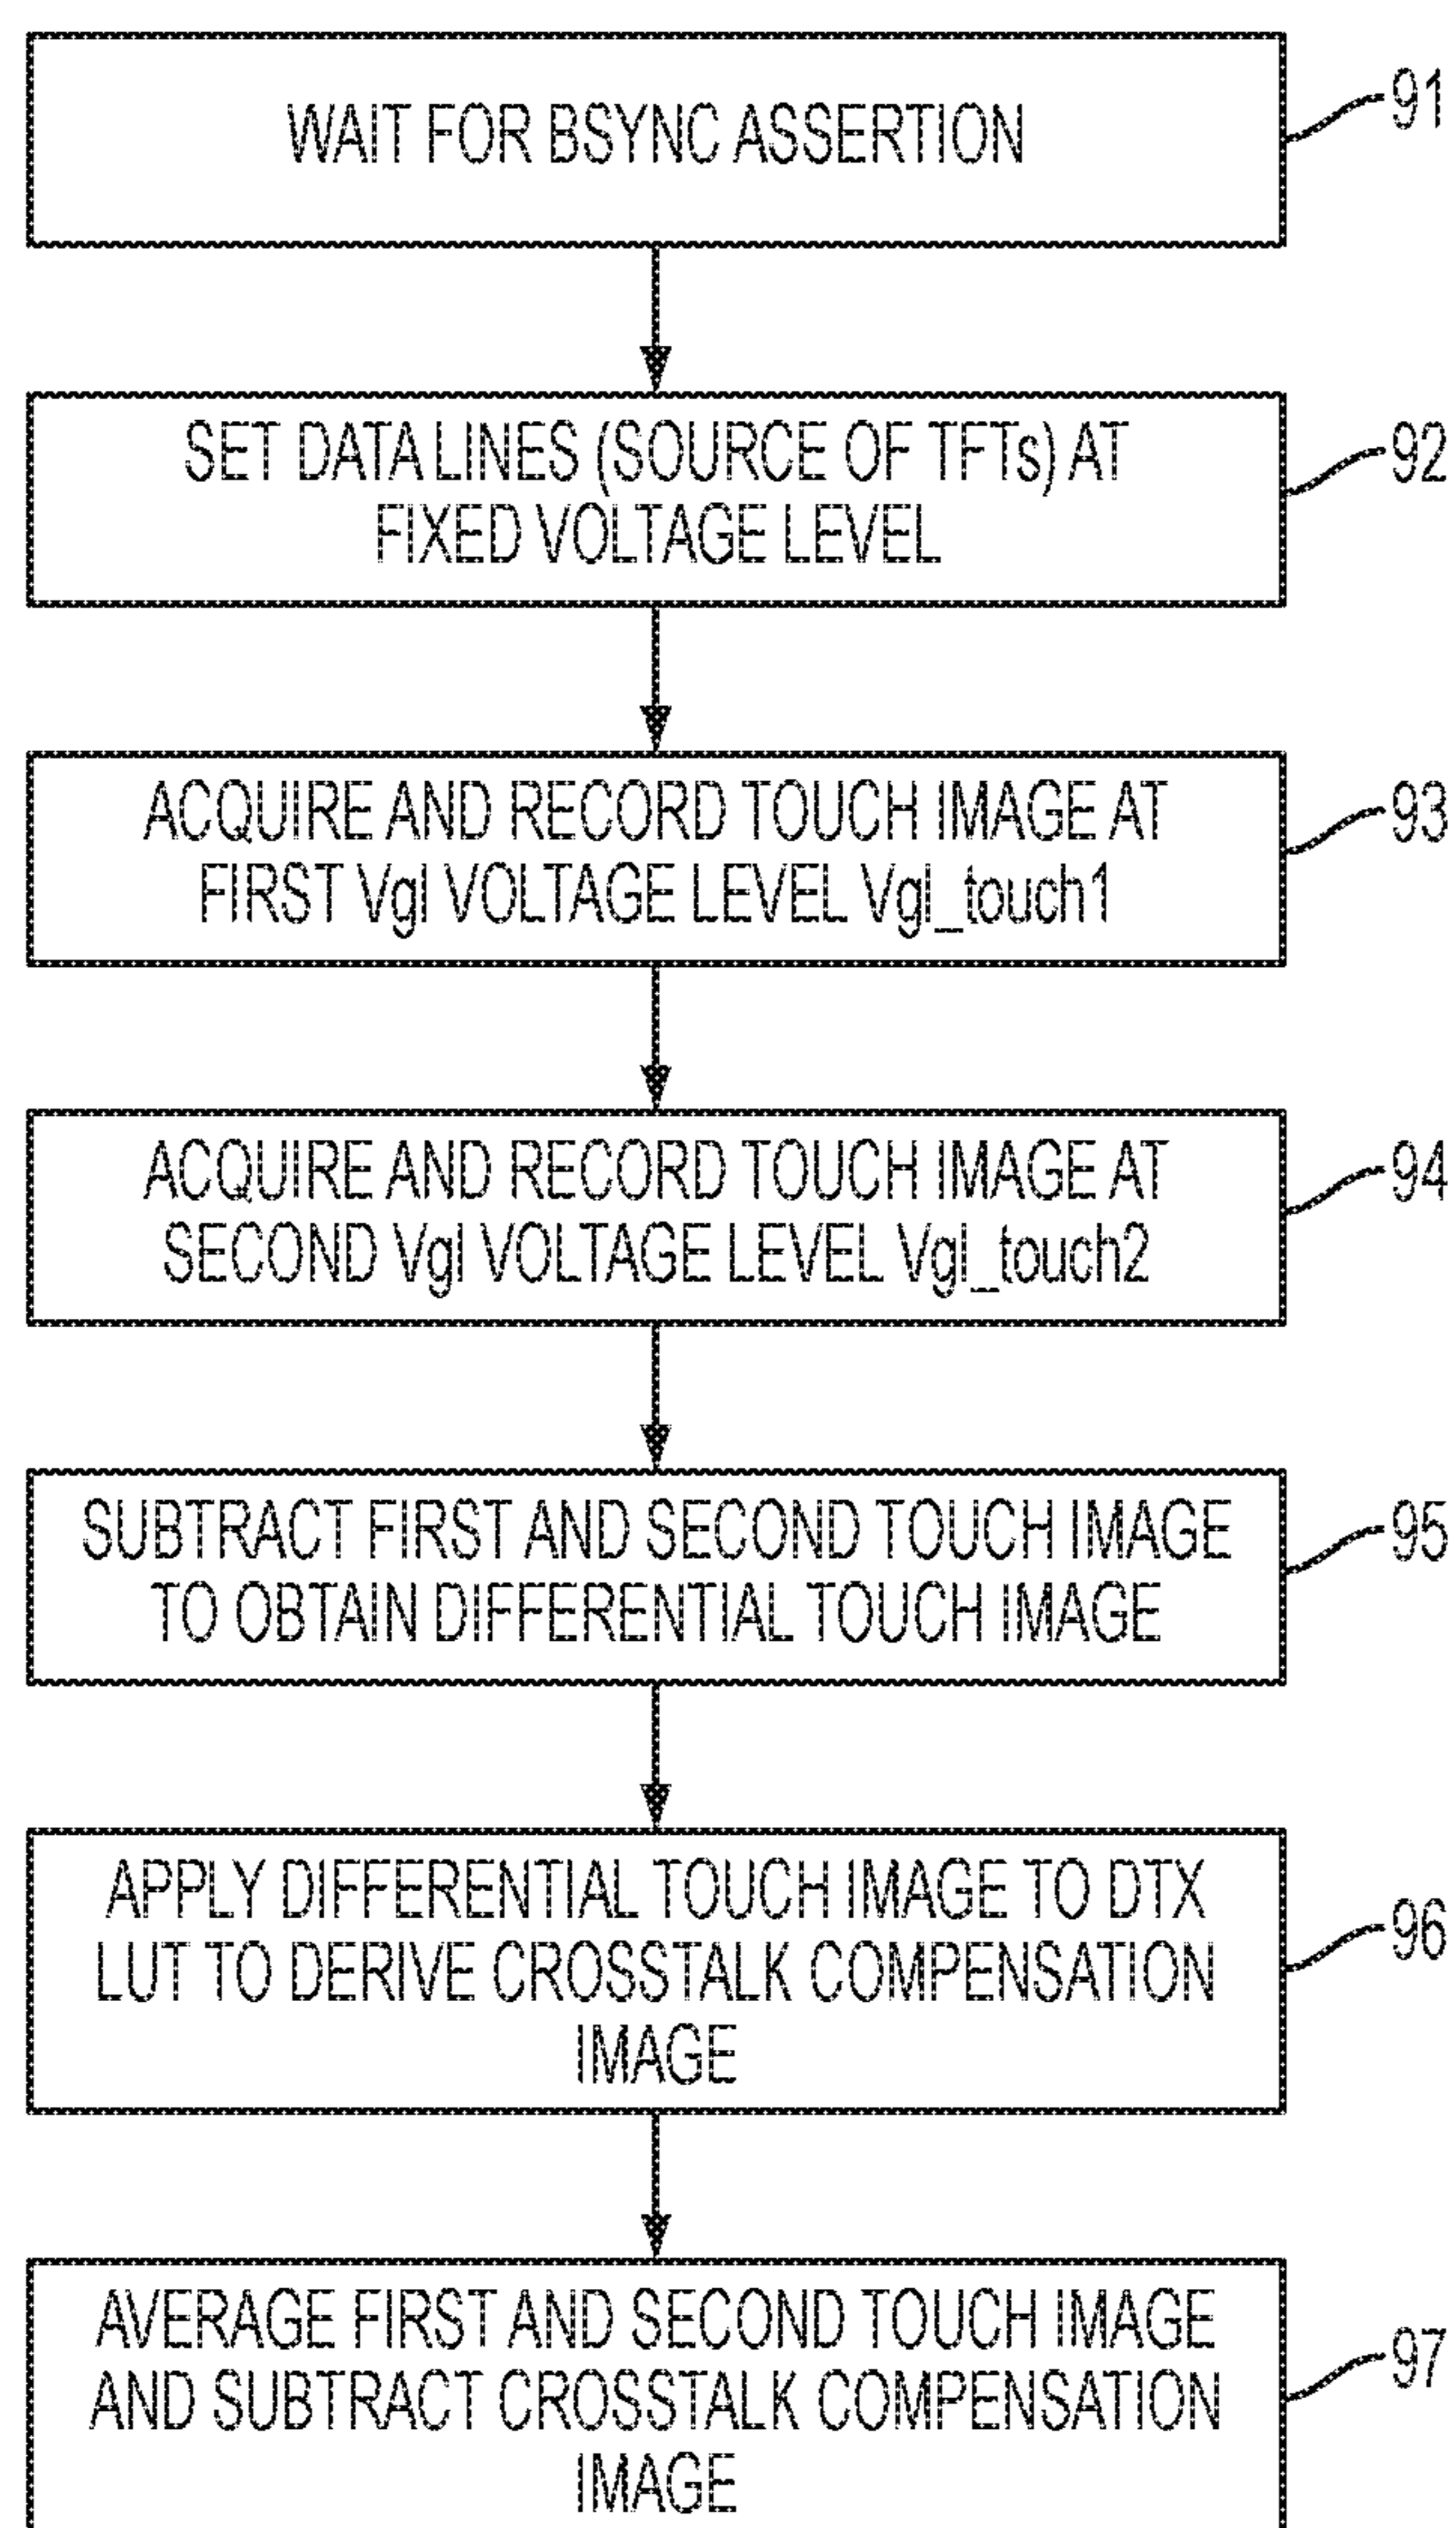 WAIT FOR BSYNC ASSERTION
91
SET DATA LINES (SOURCE OF TFTs) AT
FIXED VOLTAGE LEVEL
92
ACQUIRE AND RECORD TOUCH IMAGE AT
FIRST Vgl VOLTAGE LEVEL Vgl_touch1
93
ACQUIRE AND RECORD TOUCH IMAGE AT
SECOND Vgl VOLTAGE LEVEL Vgl_touch2
94
SUBTRACT FIRST AND SECOND TOUCH IMAGE
TO OBTAIN DIFFERENTIAL TOUCH IMAGE
95
APPLY DIFFERENTIAL TOUCH IMAGE TO DTX
LUT TO DERIVE CROSSTALK COMPENSATION
IMAGE
96
AVERAGE FIRST AND SECOND TOUCH IMAGE
AND SUBTRACT CROSSTALK COMPENSATION
IMAGE
97